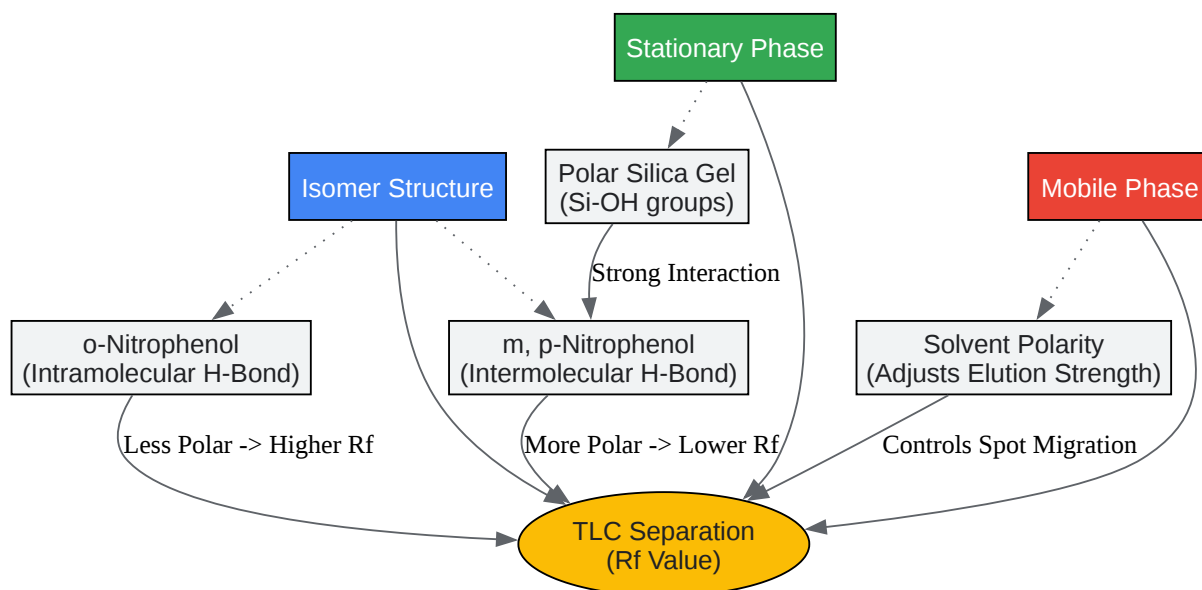 Stationary Phase
Isomer Structure
Polar Silica Gel
(Si-OH groups)
Mobile Phase
Strong Interaction
o-Nitrophenol
(Intramolecular H-Bond)
m, p-Nitrophenol
(Intermolecular H-Bond)
Solvent Polarity
(Adjusts Elution Strength)
Less Polar -> Higher Rf
More Polar -> Lower Rf
Controls Spot Migration
TLC Separation
(Rf Value)